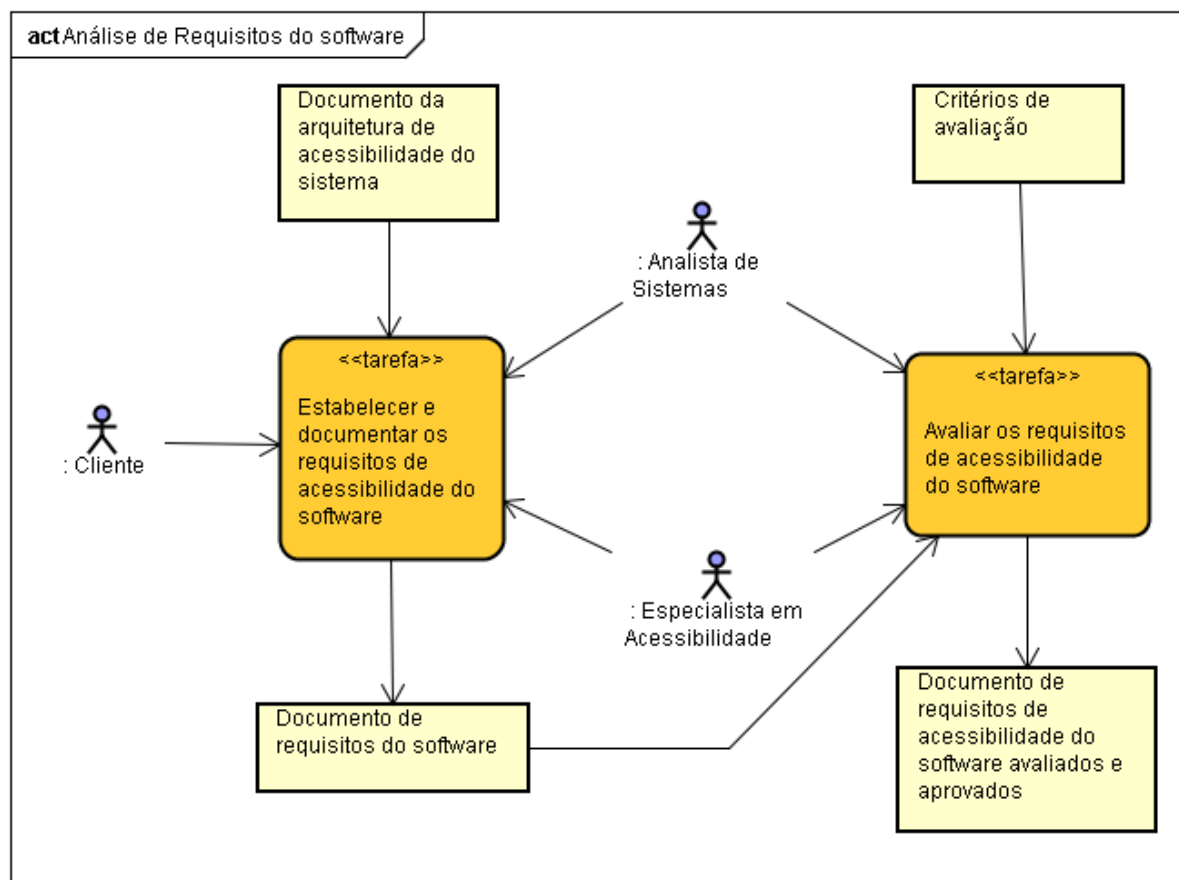 act Análise de Requisitos do software
Documento da
arquitetura de
acessibilidade do
sistema
Critérios de
avaliação
: Analista de
Sistemas
<<tarefa>>
Estabelecer e
documentar os
requisitos de
acessibilidade do
software
<<tarefa>>
Avaliar os requisitos
de acessibilidade
do software
: Cliente
: Especialista em
Acessibilidade
Documento de
requisitos do software
Documento de
requisitos de
acessibilidade do
software avaliados e
aprovados